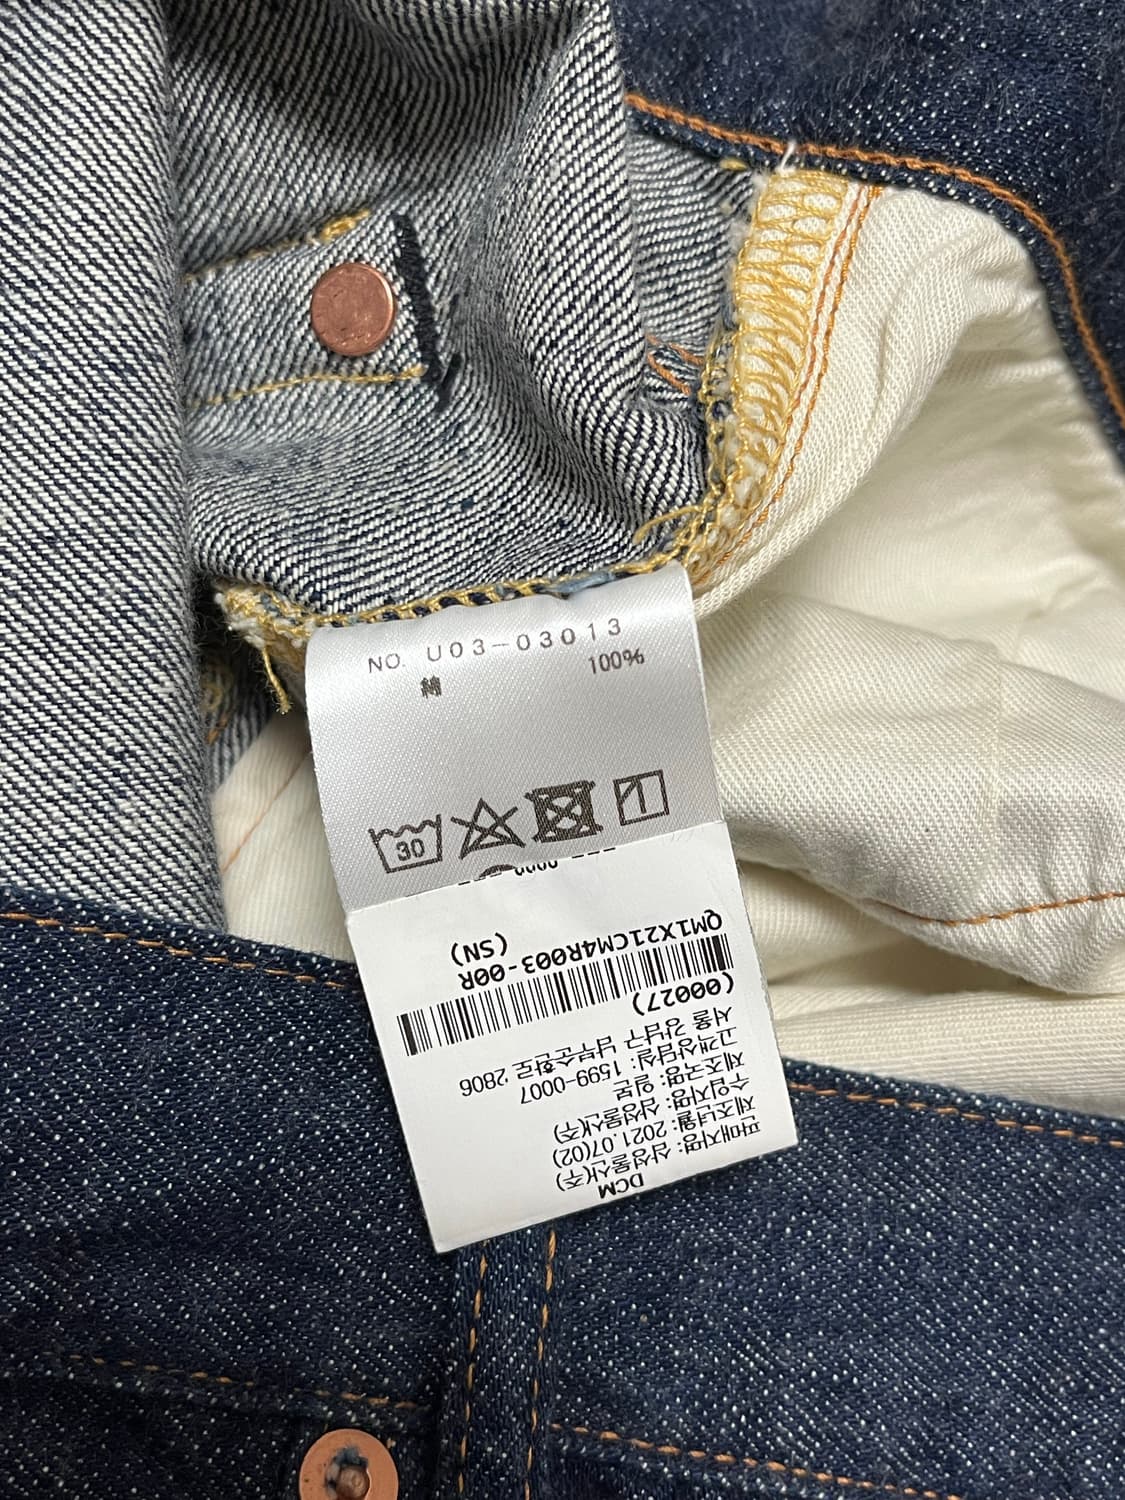 NO. U03-03013
綿 100%
30
DCM
판매자명: 삼성물산(주)
제조년월: 2021.07(02)
수입자명: 삼성물산(주)
제조국명: 일본
고객상담실: 1599-0007
서울 강남구 남부순환로 2806
(00027)
QM1X21CM4R003-00R
(SN)